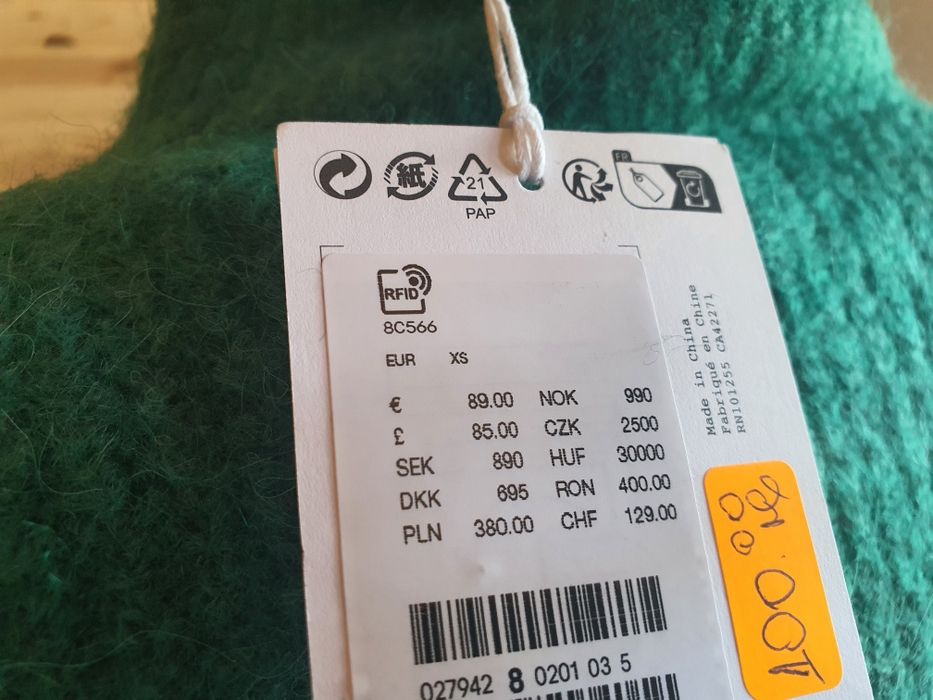 紙
21
PAP
FR
RFID
8C566
EUR XS
€ 89.00 NOK 990
£ 85.00 CZK 2500
SEK 890 HUF 30000
DKK 695 RON 400.00
PLN 380.00 CHF 129.00
027942 8 0201 03 5
Made in China
Fabriqué en Chine
RN101255 CA42271
100.00